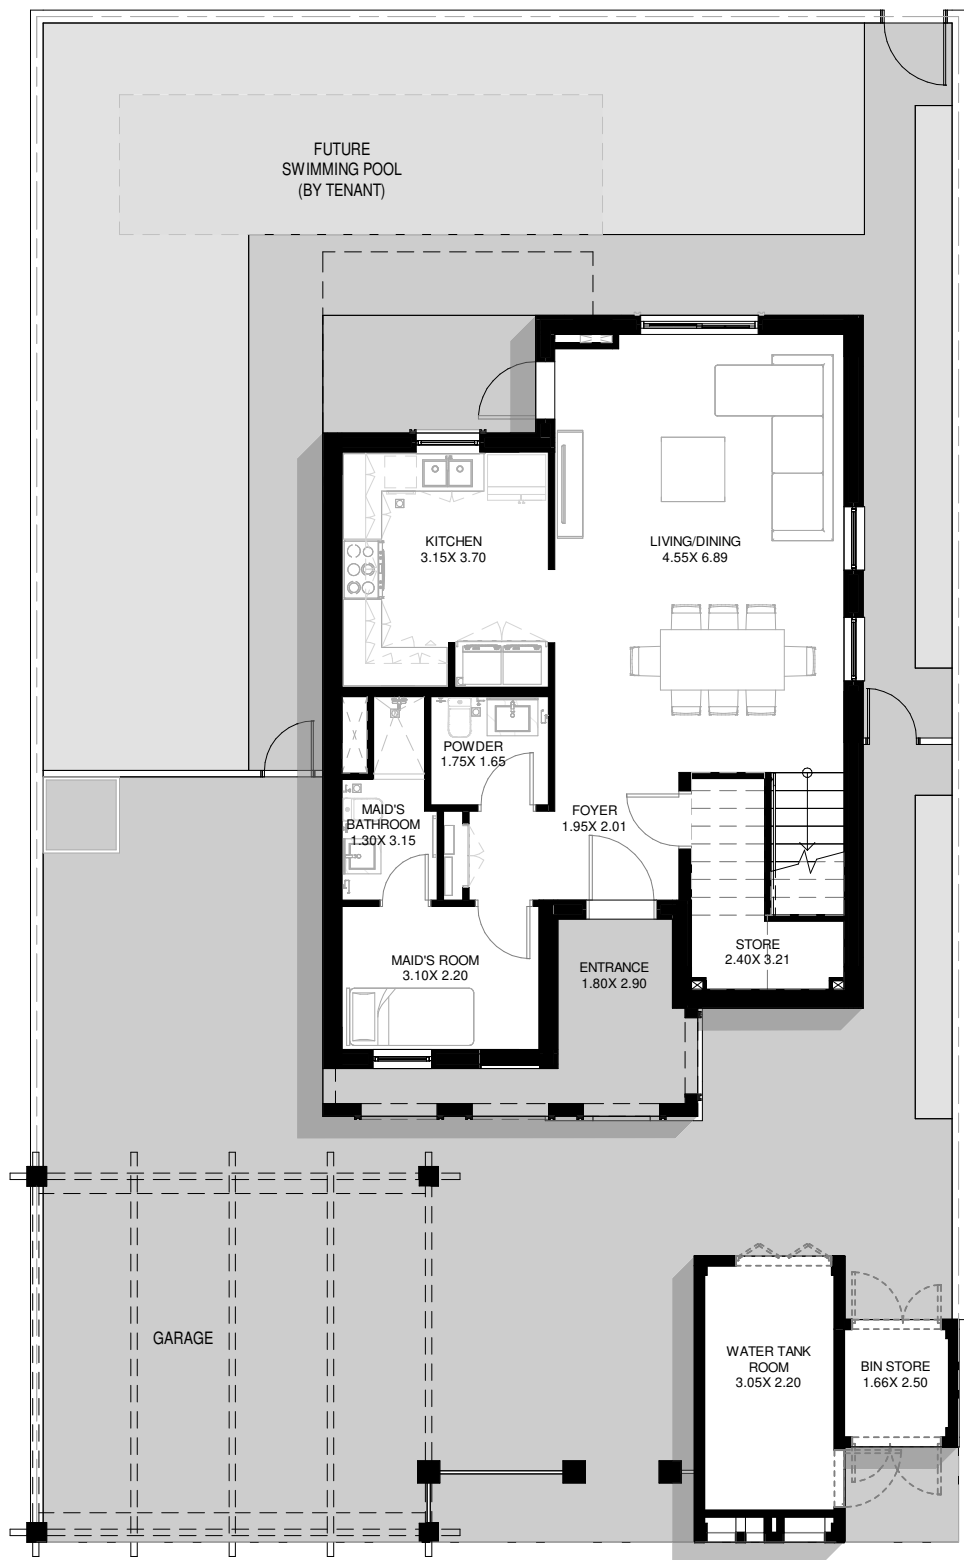 FUTURE
SWIMMING POOL
(BY TENANT)
KITCHEN
3.15X 3.70
LIVING/DINING
4.55X 6.89
POWDER
1.75X 1.65
MAID'S
BATHROOM
1.30X 3.15
FOYER
1.95X 2.01
MAID'S ROOM
3.10X 2.20
ENTRANCE
1.80X 2.90
STORE
2.40X 3.21
GARAGE
WATER TANK
ROOM
3.05X 2.20
BIN STORE
1.66X 2.50